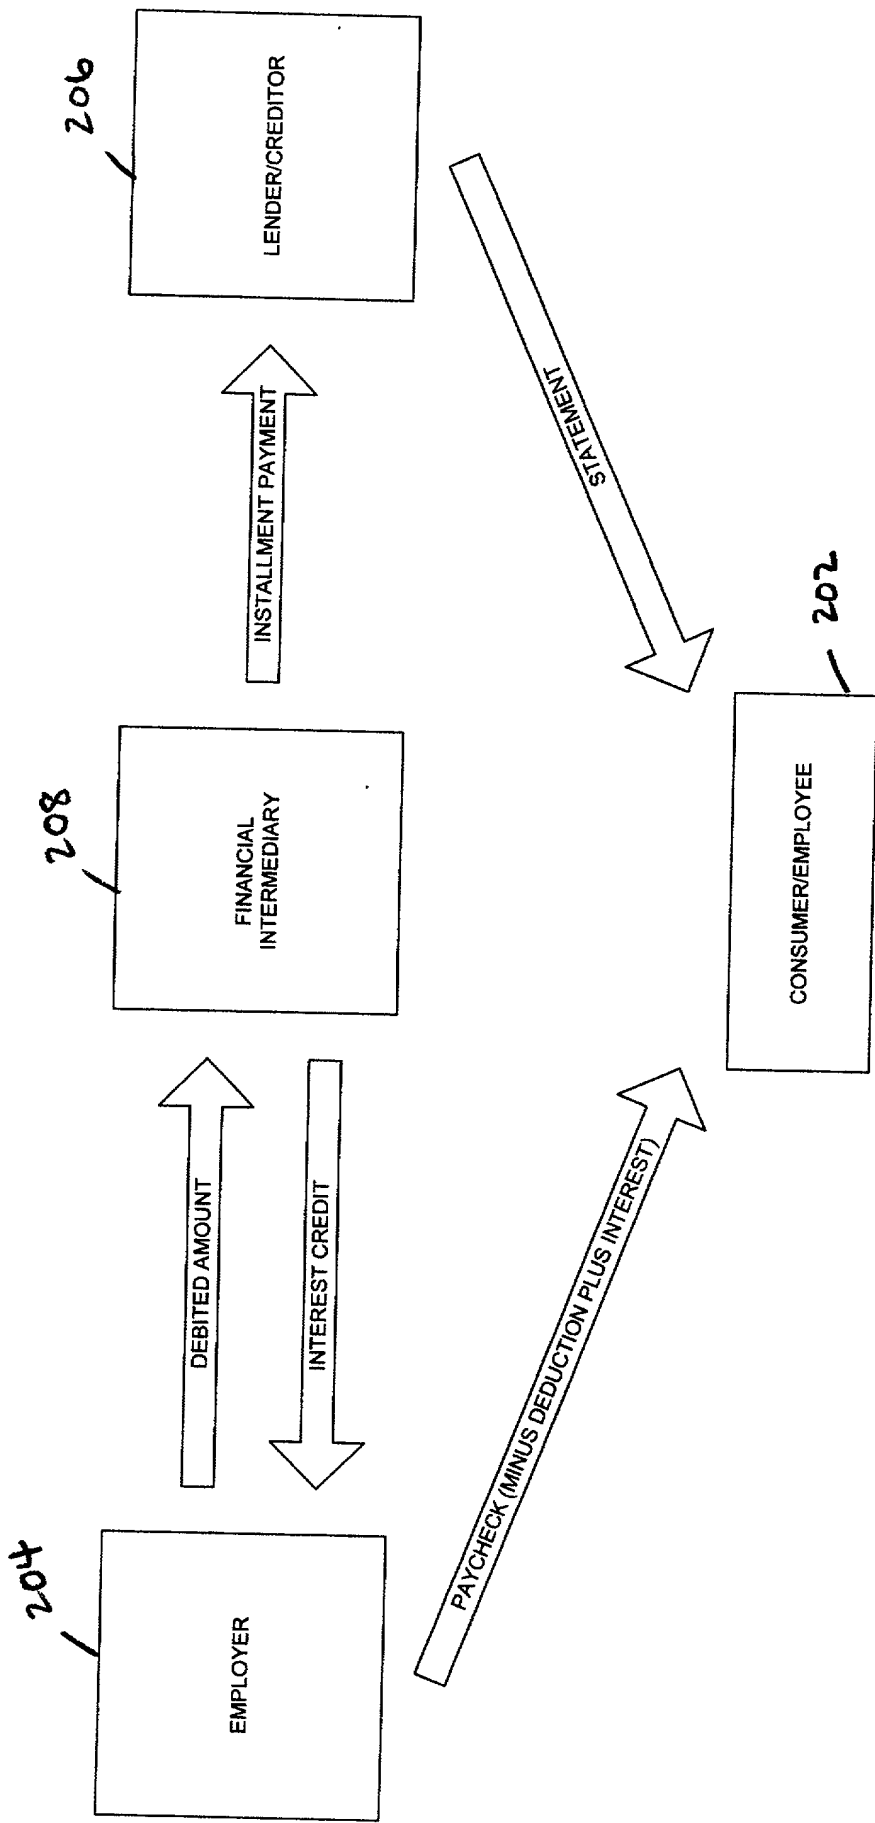 204
EMPLOYER
DEBITED AMOUNT
INTEREST CREDIT
208
FINANCIAL
INTERMEDIARY
INSTALLMENT PAYMENT
206
LENDER/CREDITOR
PAYCHECK (MINUS DEDUCTION PLUS INTEREST)
STATEMENT
CONSUMER/EMPLOYEE
202